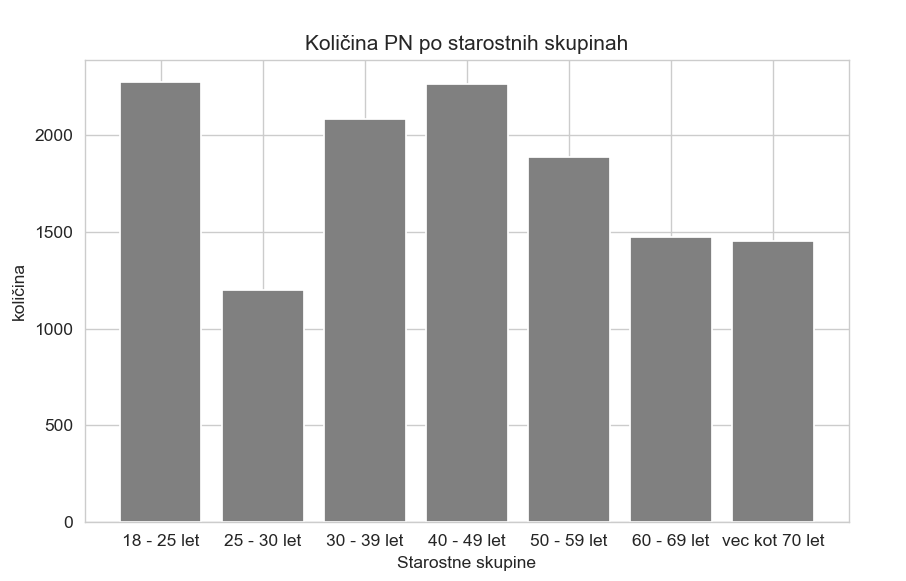 Količina PN po starostnih skupinah
količina
2000
1500
1000
500
0
18 - 25 let 25 - 30 let 30 - 39 let 40 - 49 let 50 - 59 let 60 - 69 let vec kot 70 let
Starostne skupine